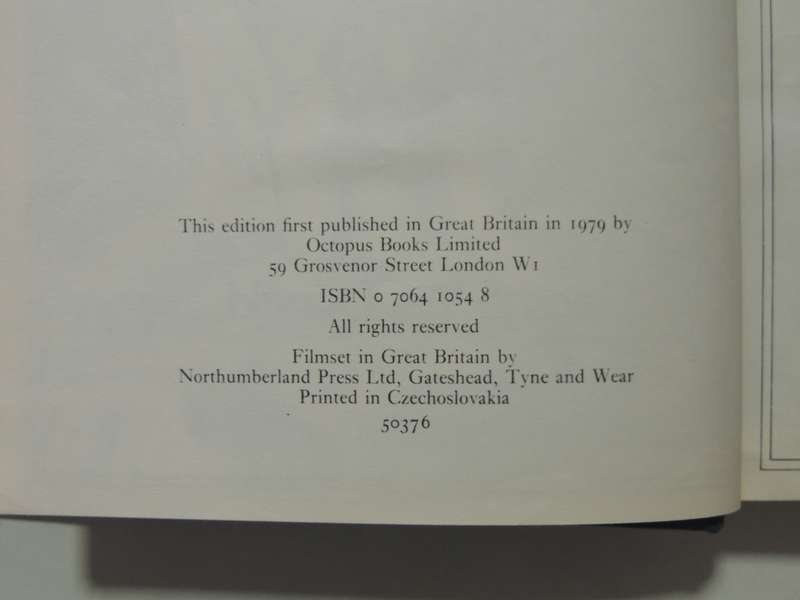 This edition first published in Great Britain in 1979 by
Octopus Books Limited
59 Grosvenor Street London W1
ISBN 0 7064 1054 8
All rights reserved
Filmset in Great Britain by
Northumberland Press Ltd, Gateshead, Tyne and Wear
Printed in Czechoslovakia
50376